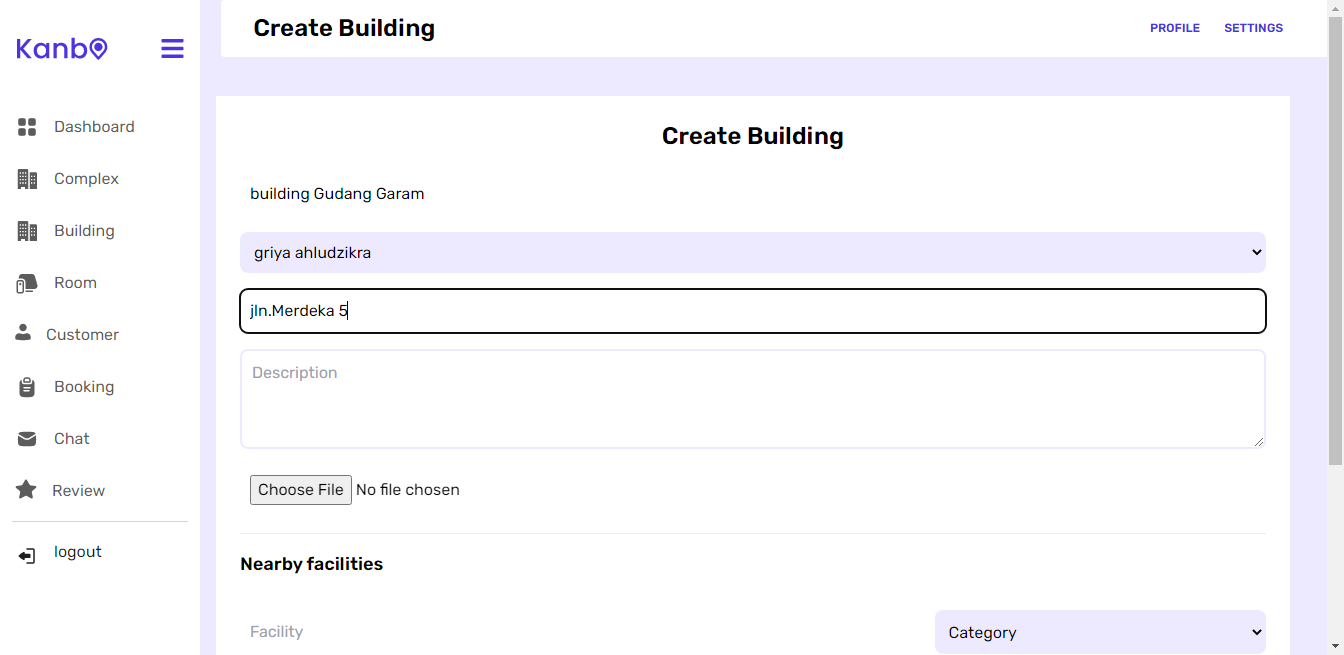 Kanbo
Dashboard
Complex
Building
Room
Customer
Booking
Chat
Review
logout
Create Building
PROFILE
SETTINGS
Create Building
building Gudang Garam
griya ahludzikra
jln.Merdeka 5
Description
Choose File No file chosen
Nearby facilities
Facility
Category